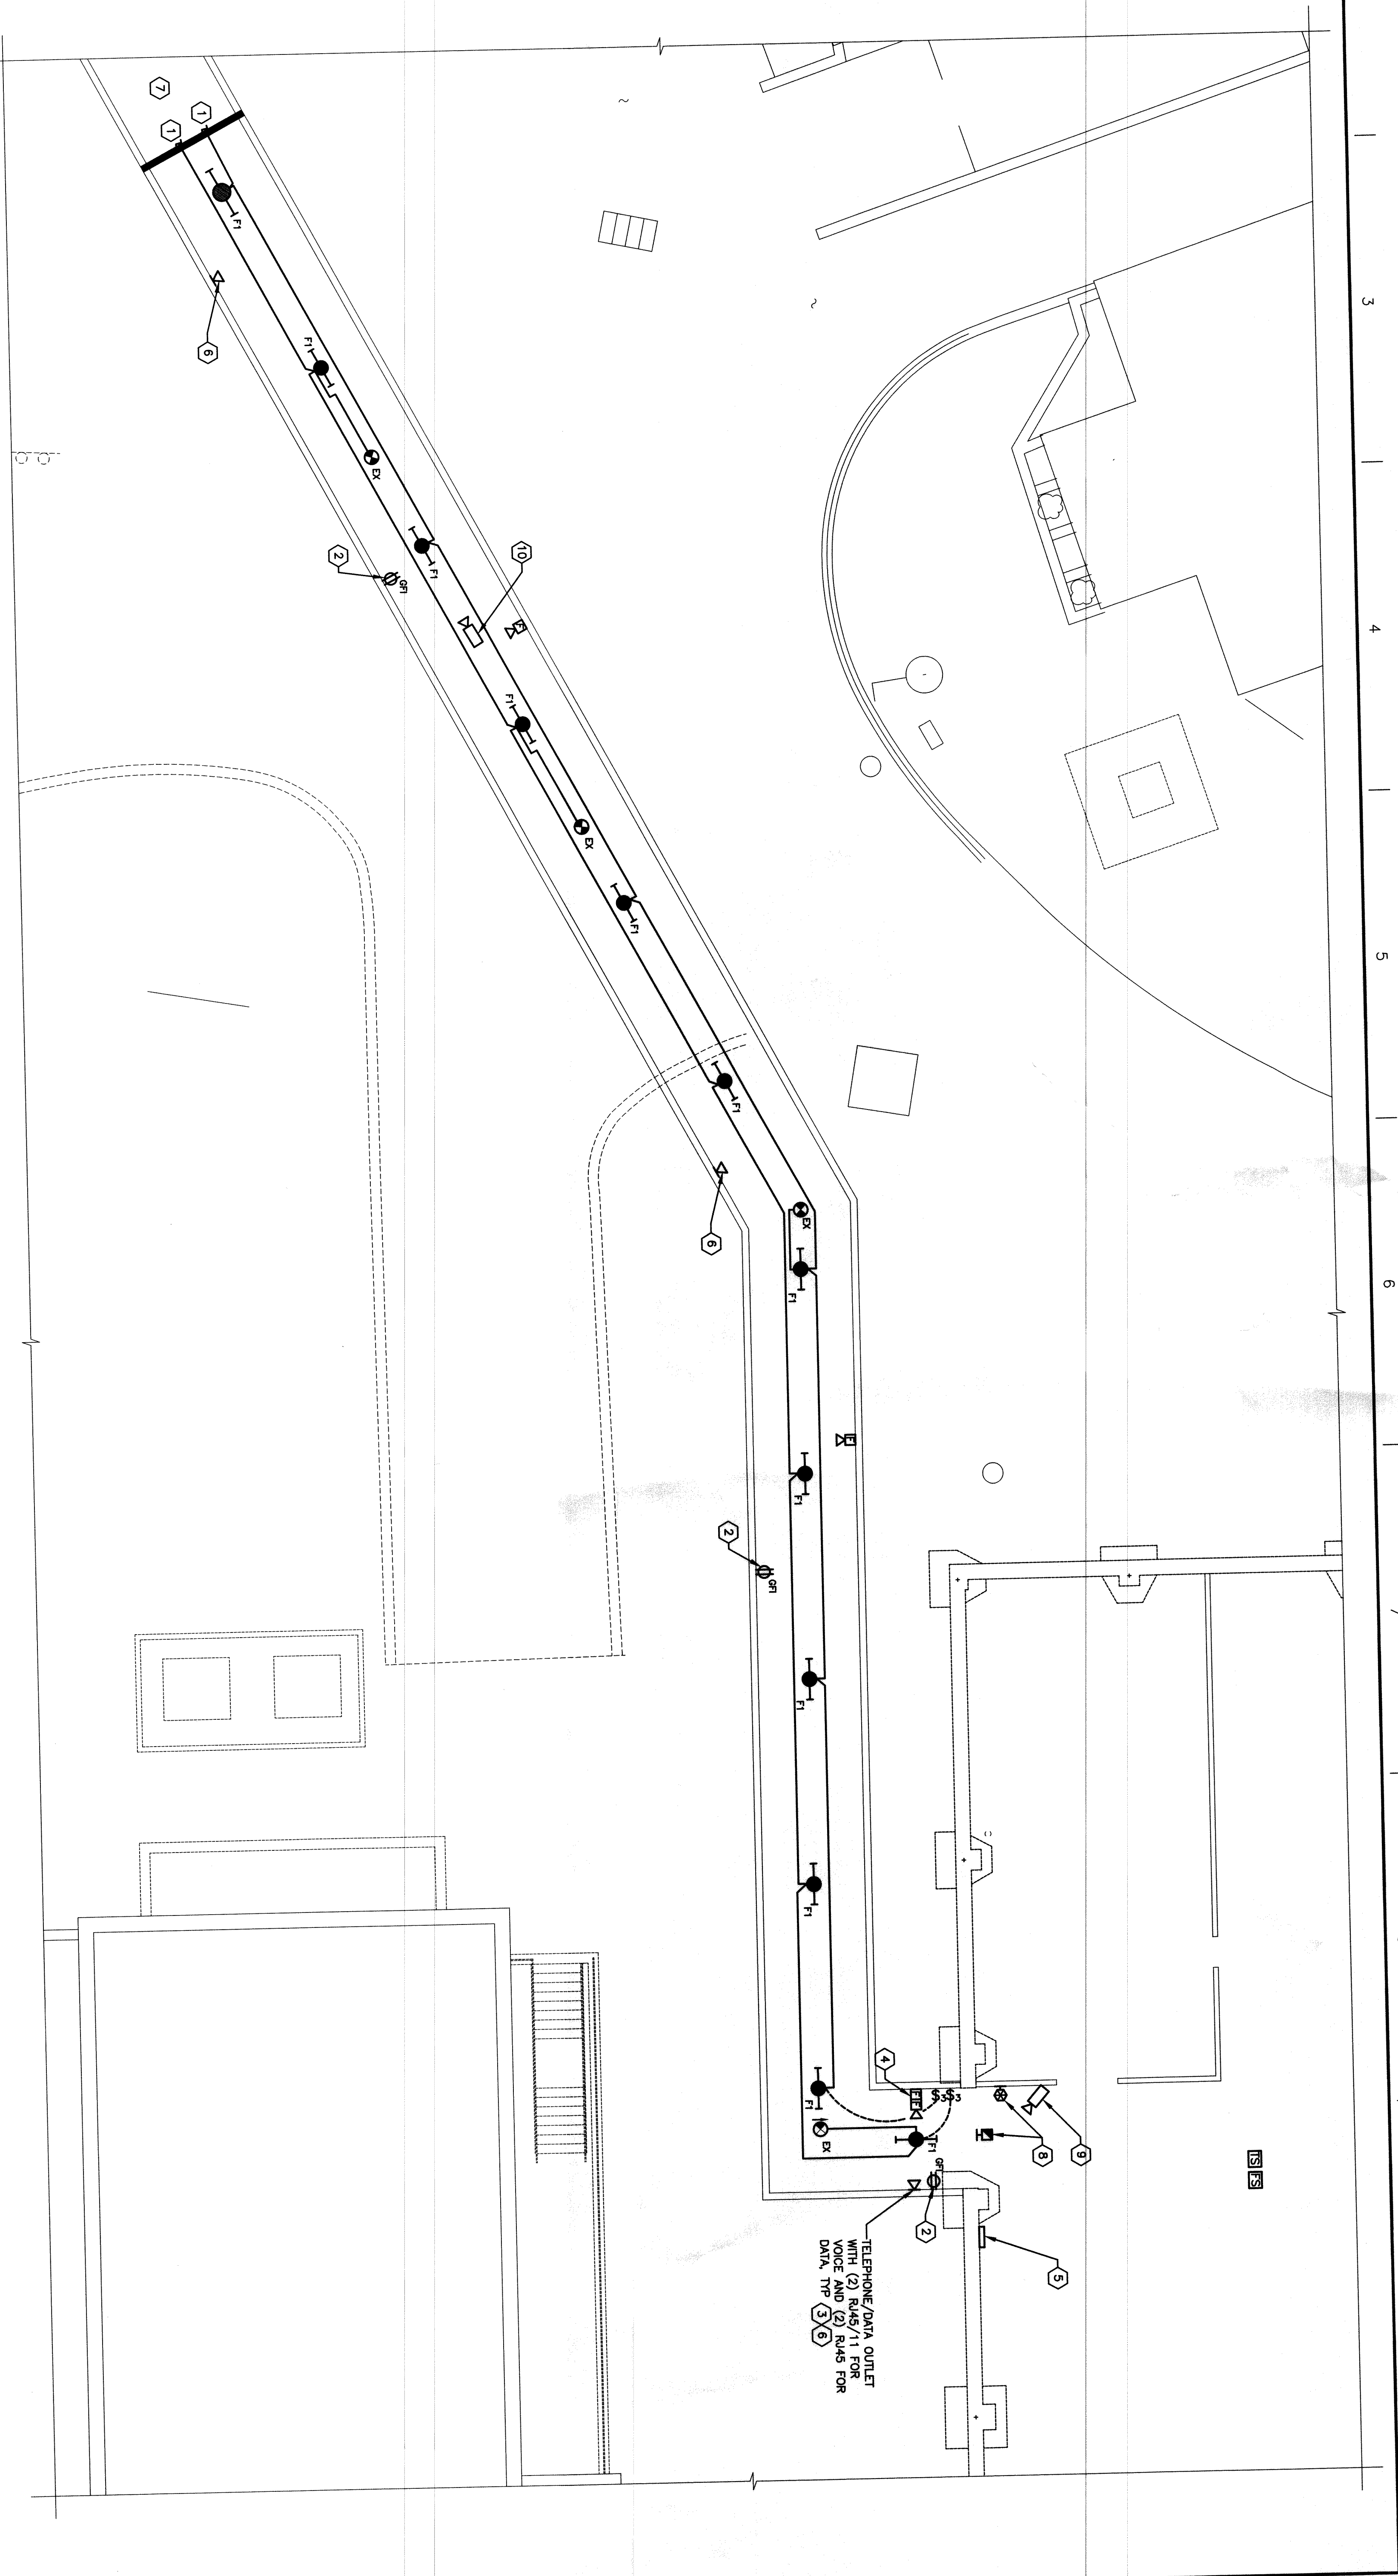 3
4
5
6
7
1
1
F1
6
F1
EX
2
GFI
F1
10
F
F1
EX
F1
F1
6
EX
F1
F
F1
2
GFI
F1
F1
F1
EX
4
F
$3$3
F1
8
9
TS
FS
GFI
2
5
TELEPHONE/DATA OUTLET
WITH (2) RJ45/11 FOR
VOICE AND (2) RJ45 FOR
DATA, TYP 3 6